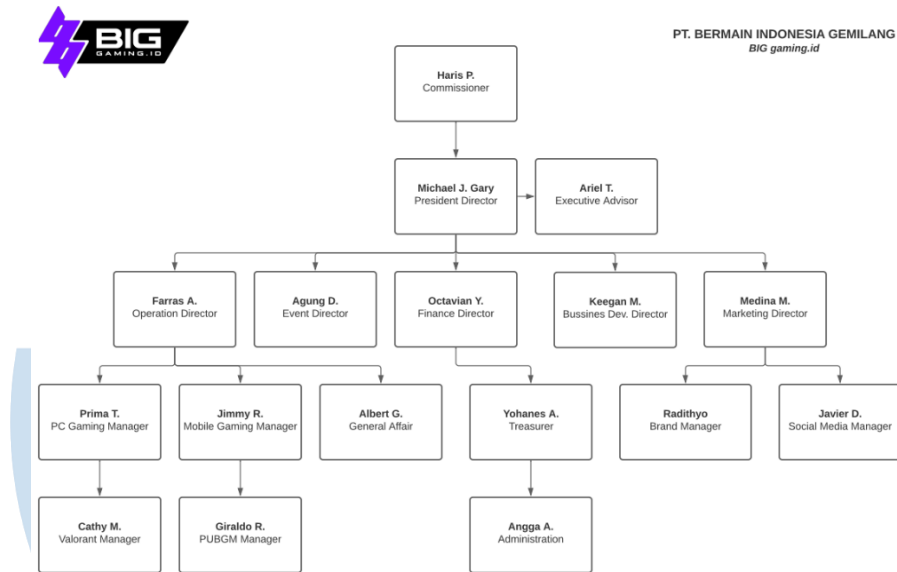 BIG
GAMING.ID
PT. BERMAIN INDONESIA GEMILANG
BIG gaming.id
Haris P.
Commissioner
Michael J. Gary
President Director
Ariel T.
Executive Advisor
Farras A.
Operation Director
Agung D.
Event Director
Octavian Y.
Finance Director
Keegan M.
Bussines Dev. Director
Medina M.
Marketing Director
Prima T.
PC Gaming Manager
Jimmy R.
Mobile Gaming Manager
Albert G.
General Affair
Yohanes A.
Treasurer
Radithyo
Brand Manager
Javier D.
Social Media Manager
Cathy M.
Valorant Manager
Giraldo R.
PUBGM Manager
Angga A.
Administration